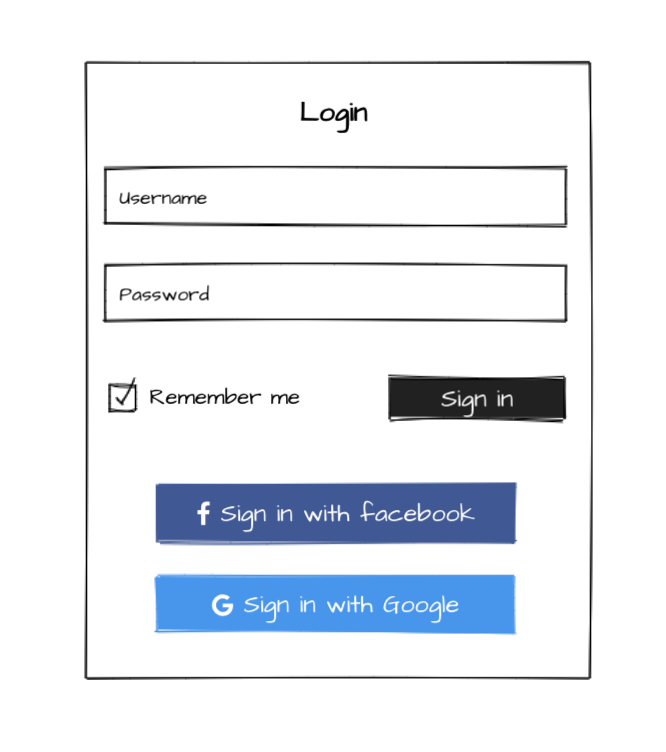 Login
Username
Password
Remember me
Sign in
Sign in with facebook
Sign in with Google